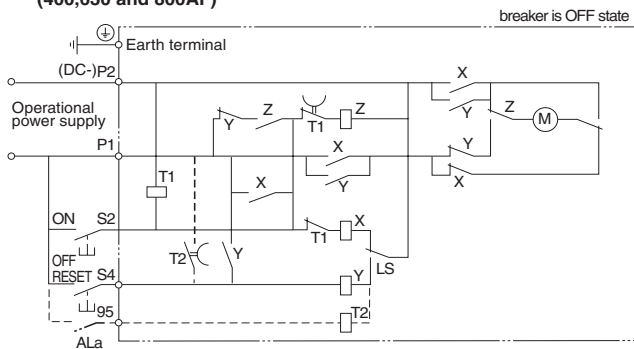 (400,630 and 800AF)
breaker is OFF state
Earth terminal
(DC-)P2
X
Operational
power supply
Y
Z
T1
Z
Y
Z
M
P1
X
Y
T1
X
Y
X
ON
S2
T1
X
OFF
RESET
S4
T2
Y
LS
Y
95
T2
ALa